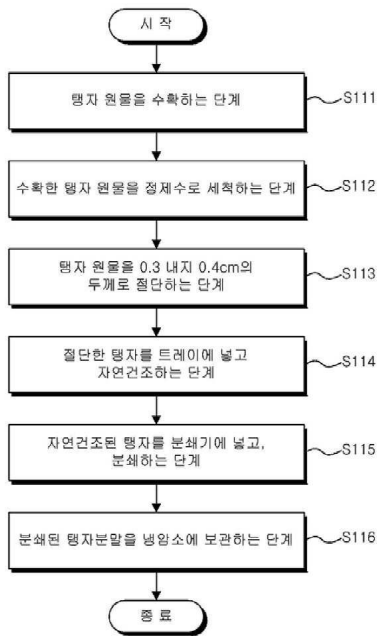 시 작
탱자 원물을 수확하는 단계
S111
수확한 탱자 원물을 정제수로 세척하는 단계
S112
탱자 원물을 0.3 내지 0.4cm의
두께로 절단하는 단계
S113
절단한 탱자를 트레이에 넣고
자연건조하는 단계
S114
자연건조된 탱자를 분쇄기에 넣고,
분쇄하는 단계
S115
분쇄된 탱자분말을 냉암소에 보관하는 단계
S116
종 료